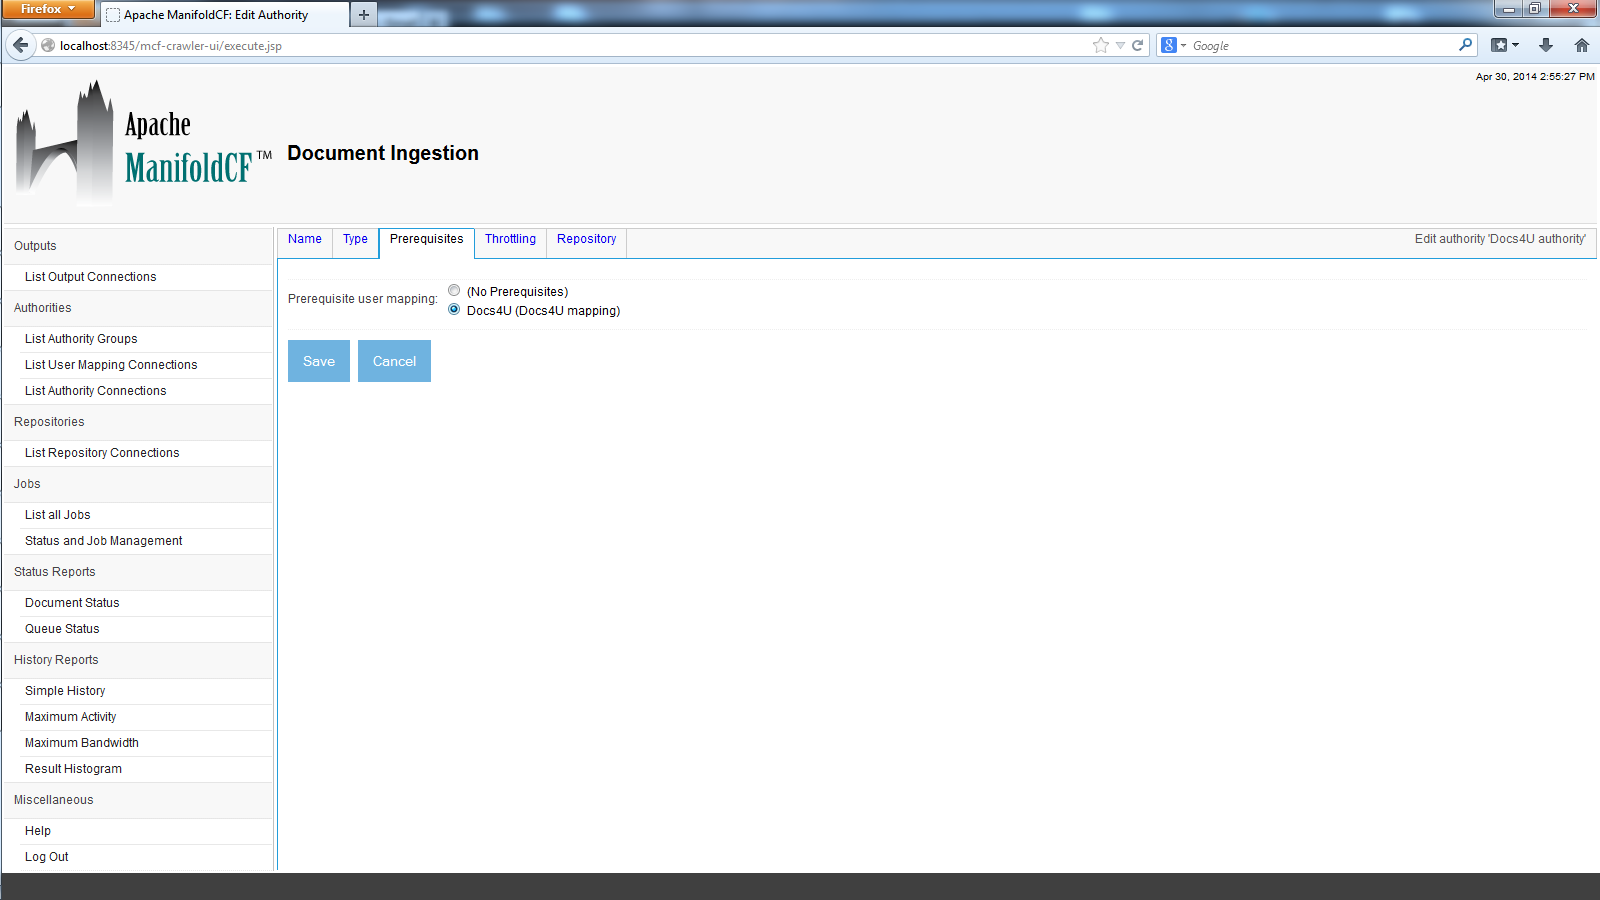 Firefox
Apache ManifoldCF: Edit Authority
localhost:8345/mcf-crawler-ui/execute.jsp
Google
Apr 30, 2014 2:55:27 PM
Apache
ManifoldCF™
Document Ingestion
Outputs
List Output Connections
Authorities
List Authority Groups
List User Mapping Connections
List Authority Connections
Repositories
List Repository Connections
Jobs
List all Jobs
Status and Job Management
Status Reports
Document Status
Queue Status
History Reports
Simple History
Maximum Activity
Maximum Bandwidth
Result Histogram
Miscellaneous
Help
Log Out
Name Type Prerequisites Throttling Repository
Edit authority 'Docs4U authority'
Prerequisite user mapping:
(No Prerequisites)
Docs4U (Docs4U mapping)
Save Cancel